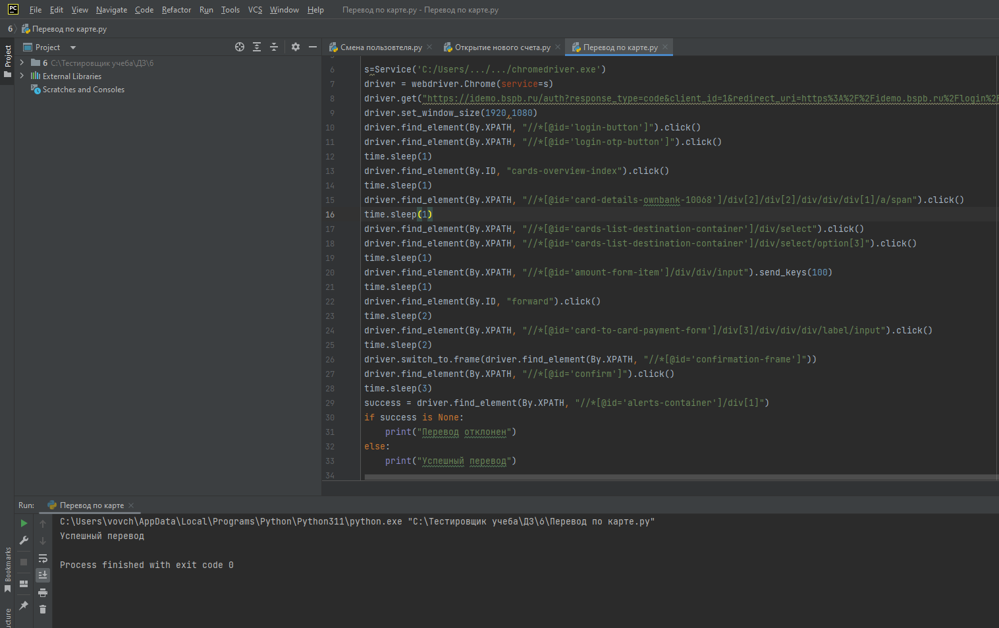 PC File Edit View Navigate Code Refactor Run Tools VCS Window Help Перевод по карте.py - Перевод по карте.py
6 Перевод по карте.py
Project
Project
6 C:\Тестировщик учеба\ДЗ\6
External Libraries
Scratches and Consoles
Смена пользовтеля.py Открытие нового счета.py Перевод по карте.py
6 s=Service('C:/Users/.../.../chromedriver.exe')
7 driver = webdriver.Chrome(service=s)
8 driver.get("https://idemo.bspb.ru/auth?response_type=code&client_id=1&redirect_uri=https%3A%2F%2Fidemo.bspb.ru%2Flogin%2F
9 driver.set_window_size(1920,1080)
10 driver.find_element(By.XPATH, "//*[@id='login-button']").click()
11 driver.find_element(By.XPATH, "//*[@id='login-otp-button']").click()
12 time.sleep(1)
13 driver.find_element(By.ID, "cards-overview-index").click()
14 time.sleep(1)
15 driver.find_element(By.XPATH, "//*[@id='card-details-ownbank-10068']/div[2]/div[2]/div/div/div[1]/a/span").click()
16 time.sleep(1)
17 driver.find_element(By.XPATH, "//*[@id='cards-list-destination-container']/div/select").click()
18 driver.find_element(By.XPATH, "//*[@id='cards-list-destination-container']/div/select/option[3]").click()
19 time.sleep(1)
20 driver.find_element(By.XPATH, "//*[@id='amount-form-item']/div/div/input").send_keys(100)
21 time.sleep(1)
22 driver.find_element(By.ID, "forward").click()
23 time.sleep(2)
24 driver.find_element(By.XPATH, "//*[@id='card-to-card-payment-form']/div[3]/div/div/div/label/input").click()
25 time.sleep(2)
26 driver.switch_to.frame(driver.find_element(By.XPATH, "//*[@id='confirmation-frame']"))
27 driver.find_element(By.XPATH, "//*[@id='confirm']").click()
28 time.sleep(3)
29 success = driver.find_element(By.XPATH, "//*[@id='alerts-container']/div[1]")
30 if success is None:
31 print("Перевод отклонен")
32 else:
33 print("Успешный перевод")
34
Run: Перевод по карте
C:\Users\vovch\AppData\Local\Programs\Python\Python311\python.exe "C:\Тестировщик учеба\ДЗ\6\Перевод по карте.py"
Успешный перевод
Process finished with exit code 0
Bookmarks